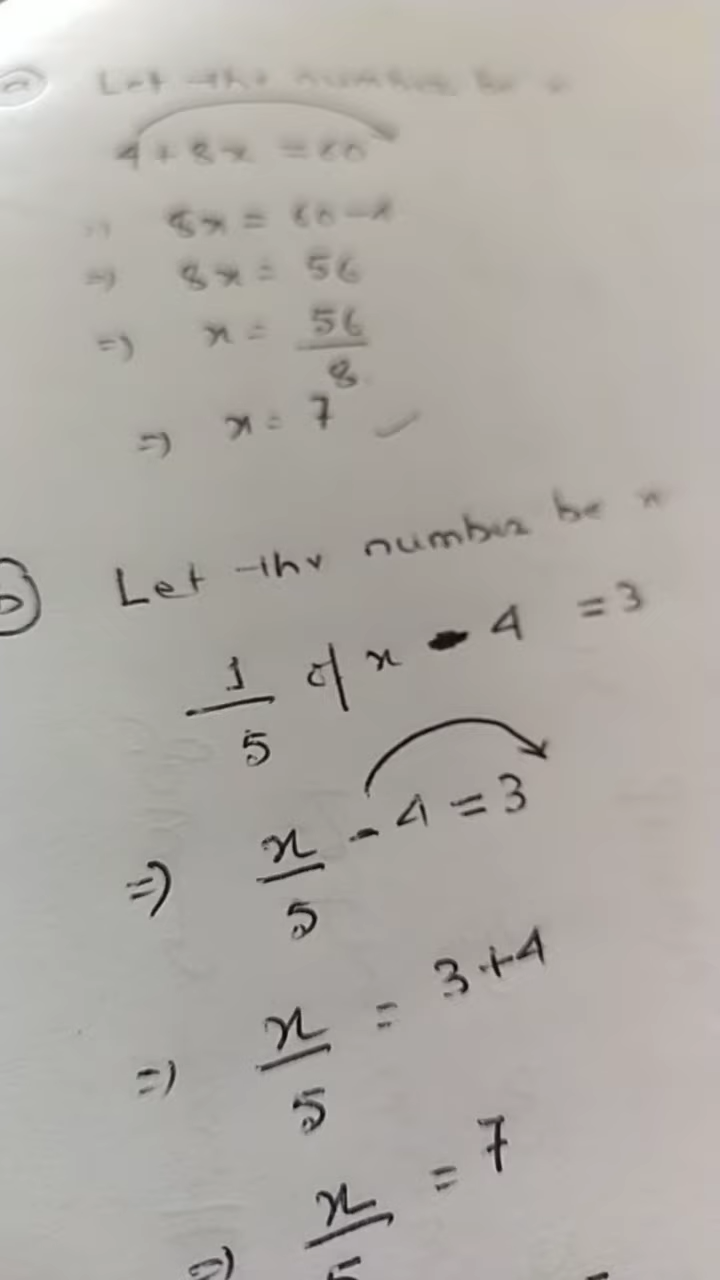 (a) Let the number be x
4 + 8x = 60
=> 8x = 60 - 4
=> 8x = 56
=> x = 56/8
=> x = 7 ✓
(b) Let the number be x
1/5 of x - 4 = 3
=> x/5 - 4 = 3
=> x/5 = 3+4
=> x/5 = 7